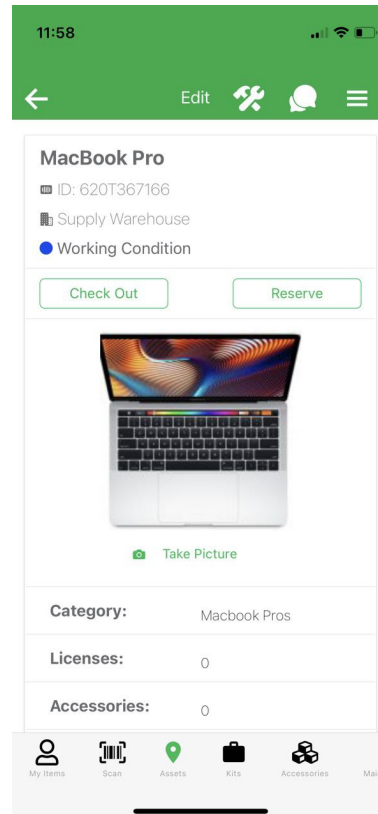 11:58
Edit
MacBook Pro
ID: 620T367166
Supply Warehouse
Working Condition
Check Out Reserve
Take Picture
Category: Macbook Pros
Licenses: 0
Accessories: 0
My Items Scan Assets Kits Accessories Mai